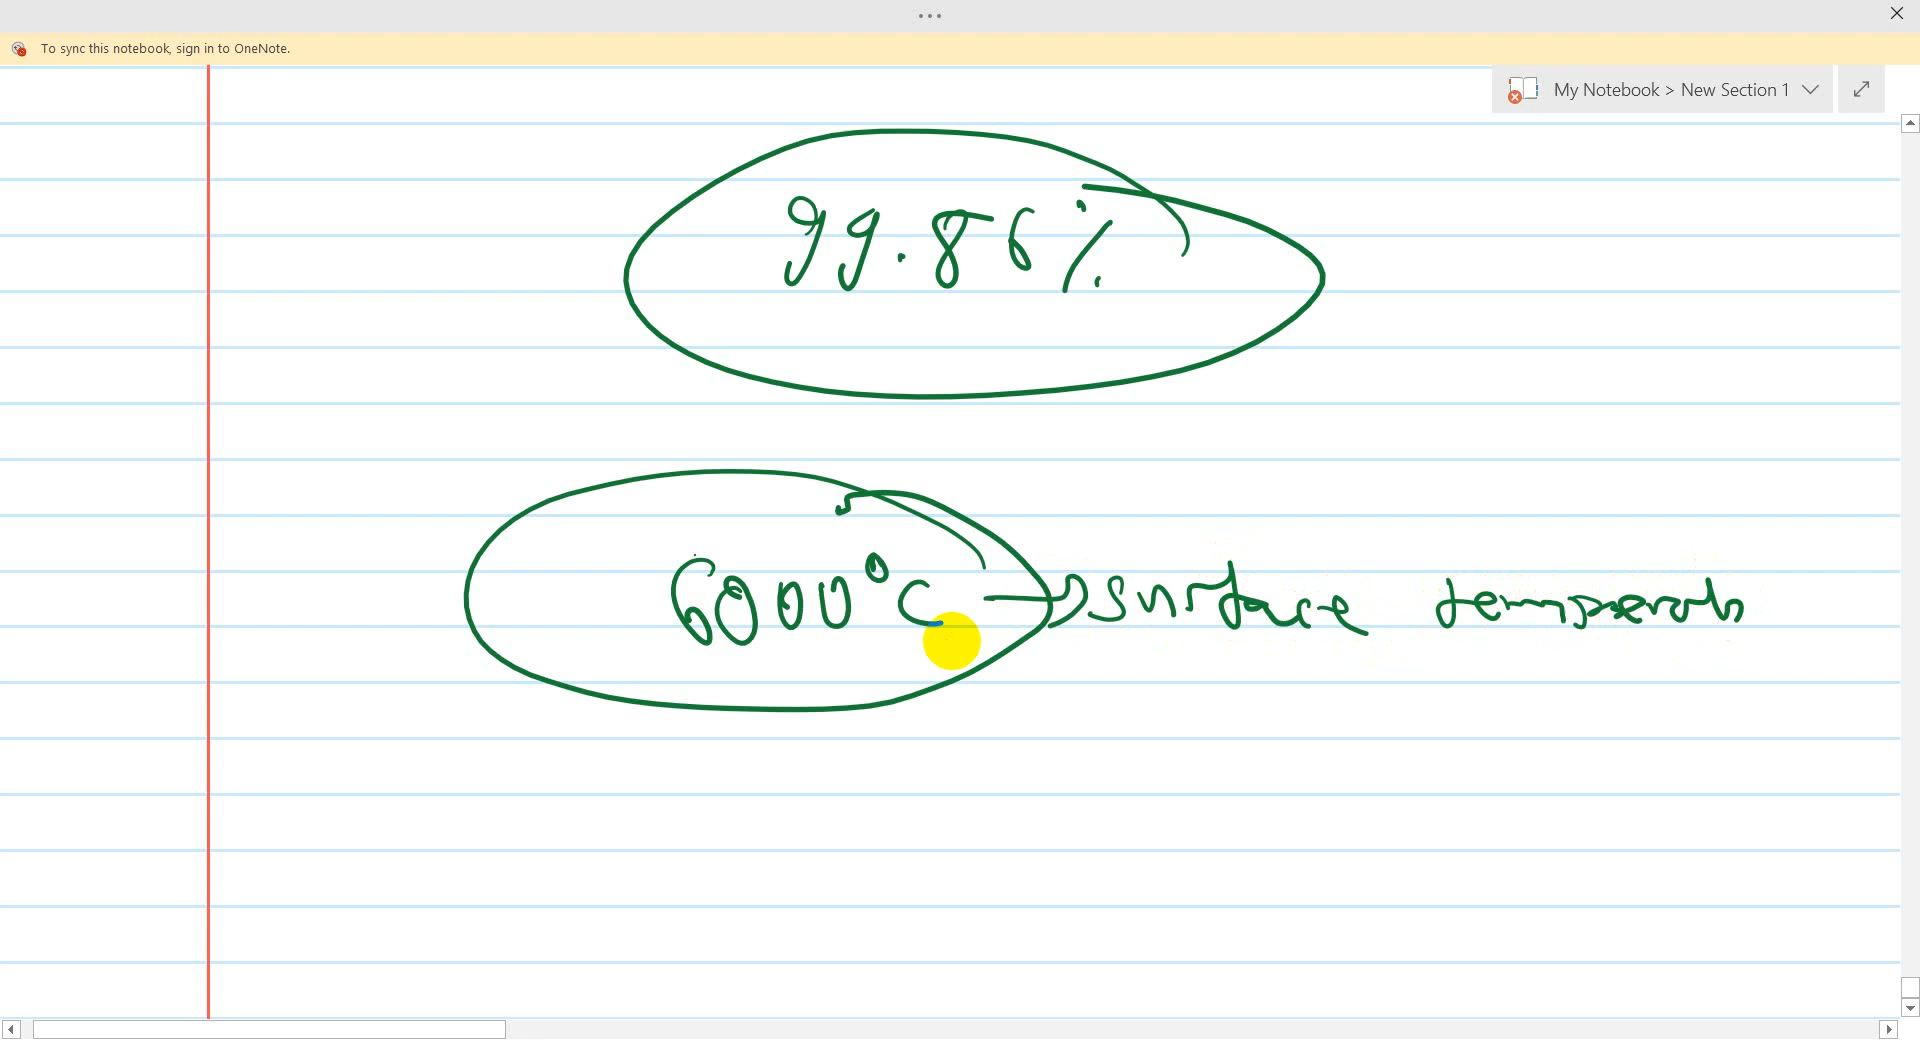 To sync this notebook, sign in to OneNote.
My Notebook > New Section 1
99.86%
6000°C → surface